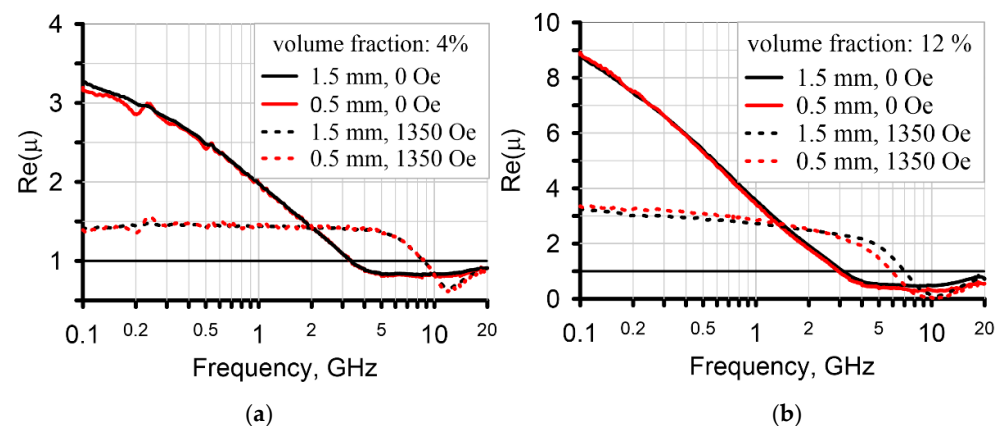 4
3
2
1
Re(μ)
0.1
0.2
0.5
1
2
5
10
20
Frequency, GHz
volume fraction: 4%
1.5 mm, 0 Oe
0.5 mm, 0 Oe
1.5 mm, 1350 Oe
0.5 mm, 1350 Oe
(a)
10
8
6
4
2
0
Re(μ)
0.1
0.2
0.5
1
2
5
10
20
Frequency, GHz
volume fraction: 12 %
1.5 mm, 0 Oe
0.5 mm, 0 Oe
1.5 mm, 1350 Oe
0.5 mm, 1350 Oe
(b)